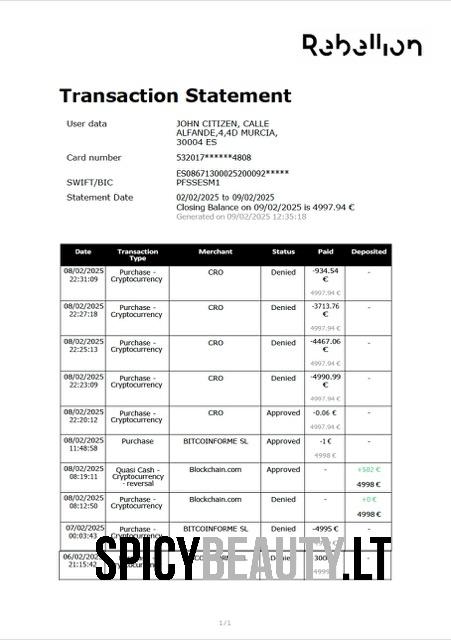 Rebellion
Transaction Statement
User data JOHN CITIZEN, CALLE
ALFANDE,4,4D MURCIA,
30004 ES
Card number 532017******4808
ES08671300025200092*****
SWIFT/BIC PFSSESM1
Statement Date 02/02/2025 to 09/02/2025
Closing Balance on 09/02/2025 is 4997.94 €
Generated on 09/02/2025 12:35:18
Date Transaction Type Merchant Status Paid Deposited
08/02/2025 22:31:09 Purchase - Cryptocurrency CRO Denied -934.54 € -
4997.94 €
08/02/2025 22:27:18 Purchase - Cryptocurrency CRO Denied -3713.76 € -
4997.94 €
08/02/2025 22:25:13 Purchase - Cryptocurrency CRO Denied -4467.06 € -
4997.94 €
08/02/2025 22:23:09 Purchase - Cryptocurrency CRO Denied -4990.99 € -
4997.94 €
08/02/2025 22:20:12 Purchase - Cryptocurrency CRO Approved -0.06 € -
4997.94 €
08/02/2025 11:48:58 Purchase BITCOINFORME SL Approved -1 € -
4998 €
08/02/2025 08:19:11 Quasi Cash - Cryptocurrency - reversal Blockchain.com Approved - +502 €
4998 €
08/02/2025 08:12:50 Purchase - Cryptocurrency Blockchain.com Denied - +0 €
4998 €
07/02/2025 00:03:43 Purchase - BITCOINFORME SL Denied -4995 € -
06/02/2025 21:15:42
SPICYBEAUTY.LT
1/1